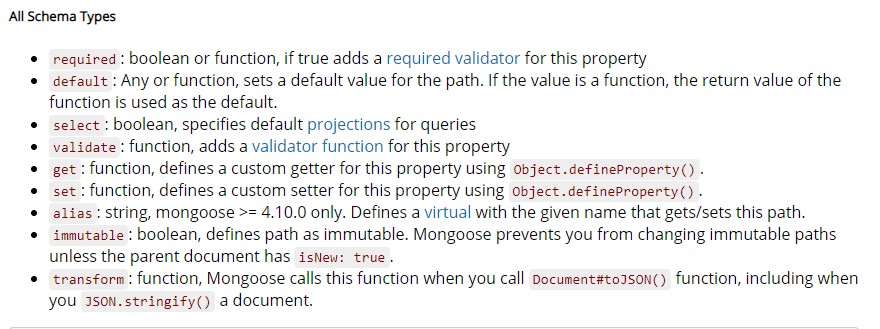 All Schema Types
required: boolean or function, if true adds a required validator for this property
default: Any or function, sets a default value for the path. If the value is a function, the return value of the
function is used as the default.
select: boolean, specifies default projections for queries
validate: function, adds a validator function for this property
get: function, defines a custom getter for this property using Object.defineProperty().
set: function, defines a custom setter for this property using Object.defineProperty().
alias: string, mongoose >= 4.10.0 only. Defines a virtual with the given name that gets/sets this path.
immutable: boolean, defines path as immutable. Mongoose prevents you from changing immutable paths
unless the parent document has isNew: true.
transform: function, Mongoose calls this function when you call Document#toJSON() function, including when
you JSON.stringify() a document.